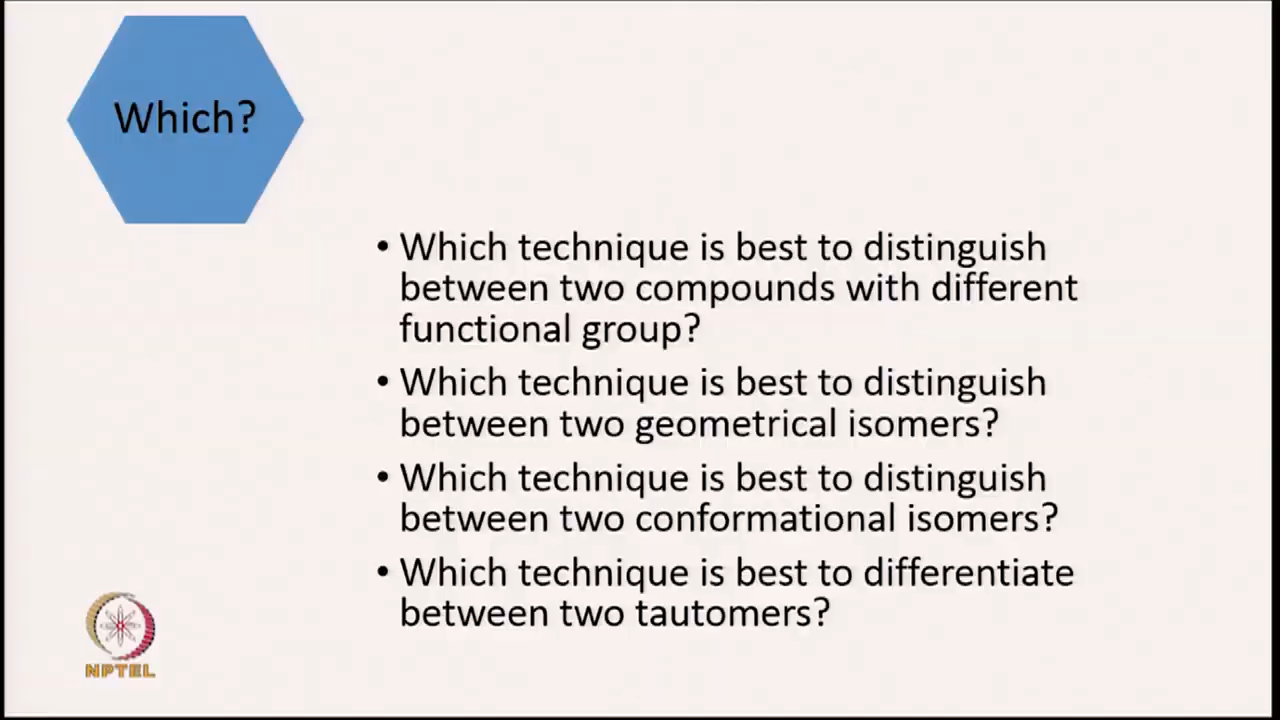 Which?
• Which technique is best to distinguish
between two compounds with different
functional group?
• Which technique is best to distinguish
between two geometrical isomers?
• Which technique is best to distinguish
between two conformational isomers?
• Which technique is best to differentiate
between two tautomers?
NPTEL